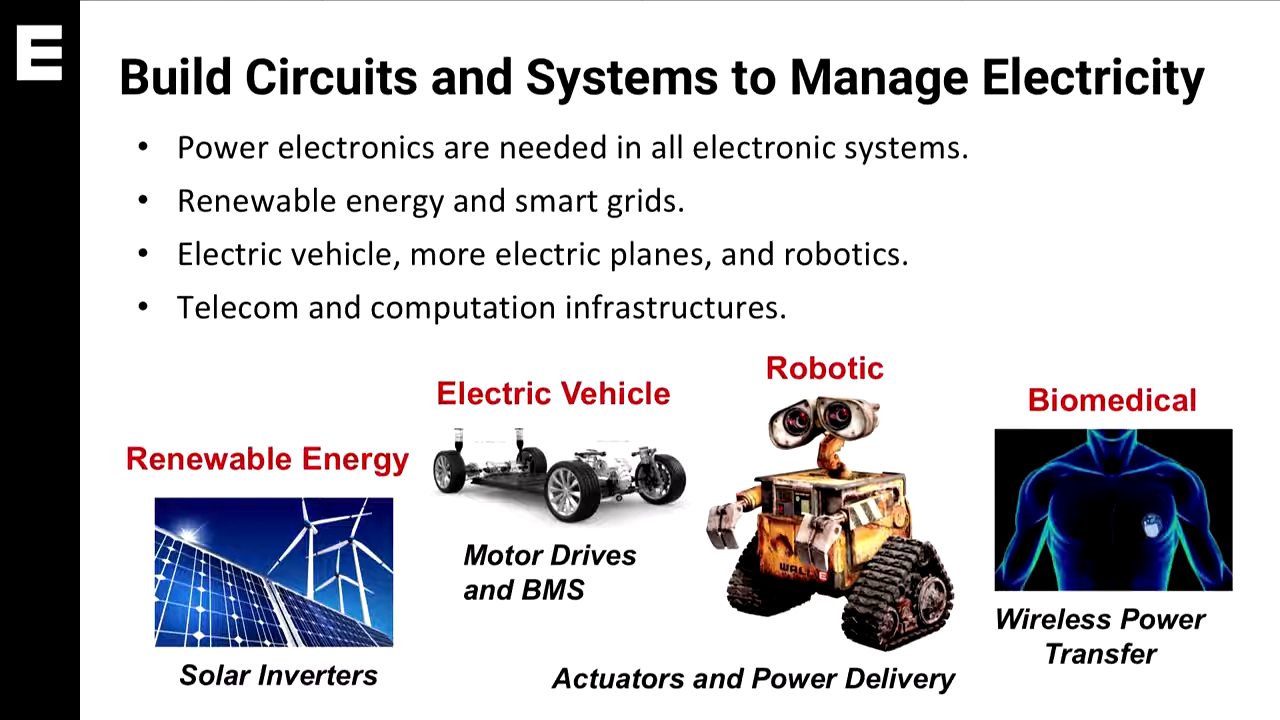 E
Build Circuits and Systems to Manage Electricity
• Power electronics are needed in all electronic systems.
• Renewable energy and smart grids.
• Electric vehicle, more electric planes, and robotics.
• Telecom and computation infrastructures.
Renewable Energy
Solar Inverters
Electric Vehicle
Motor Drives
and BMS
Robotic
WALL•E
Actuators and Power Delivery
Biomedical
Wireless Power
Transfer